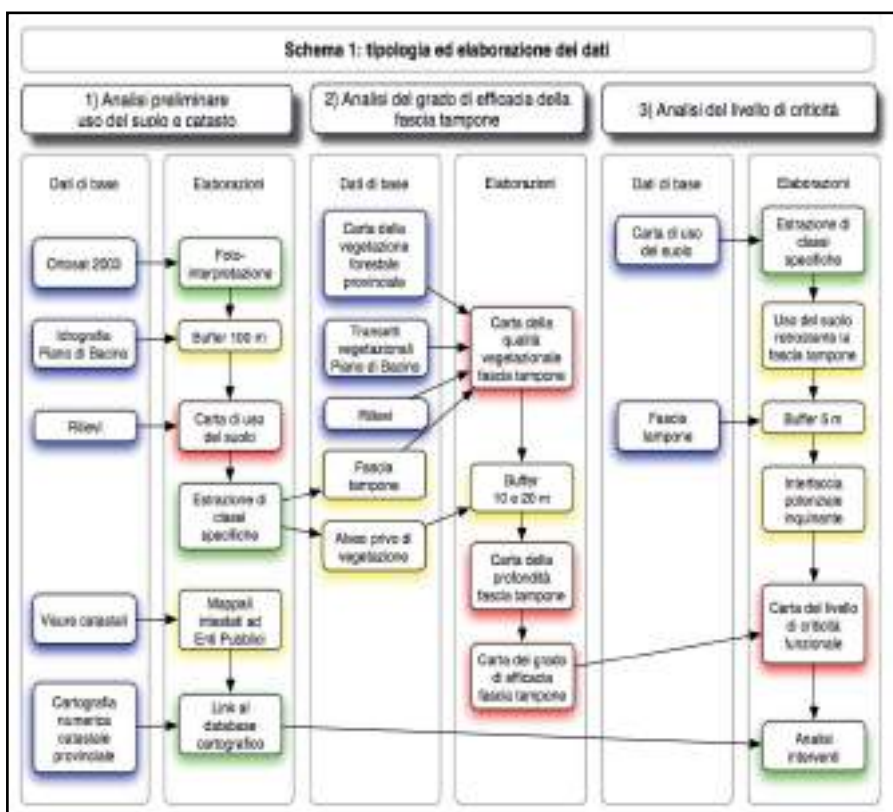 Schema 1: tipologia ed elaborazione dei dati
1) Analisi preliminare
uso del suolo e catasto
2) Analisi del grado di efficacia della
fascia tampone
3) Analisi del livello di criticità
Dati di base
Elaborazioni
Ortosat 2003
Foto-
interpretazione
Idrografia
Piano di Bacino
Buffer 100 m
Rilievi
Carta di uso
del suolo
Estrazione di
classi
specifiche
Visure catastali
Mappali
intestati ad
Enti Pubblici
Cartografia
numerica
catastale
provinciale
Link al
database
cartografico
Dati di base
Elaborazioni
Carta della
vegetazione
forestale
provinciale
Transetti
vegetazionali
Piano di Bacino
Rilievi
Fascia
tampone
Alveo privo di
vegetazione
Carta della
qualità
vegetazionale
fascia tampone
Buffer
10 e 20 m
Carta della
profondità
fascia tampone
Carta del grado
di efficacia
fascia tampone
Dati di base
Elaborazioni
Carta di uso
del suolo
Estrazione di
classi
specifiche
Uso del suolo
retrostante la
fascia tampone
Fascia
tampone
Buffer 5 m
Interfaccia
potenziale
inquinante
Carta del livello
di criticità
funzionale
Analisi
interventi